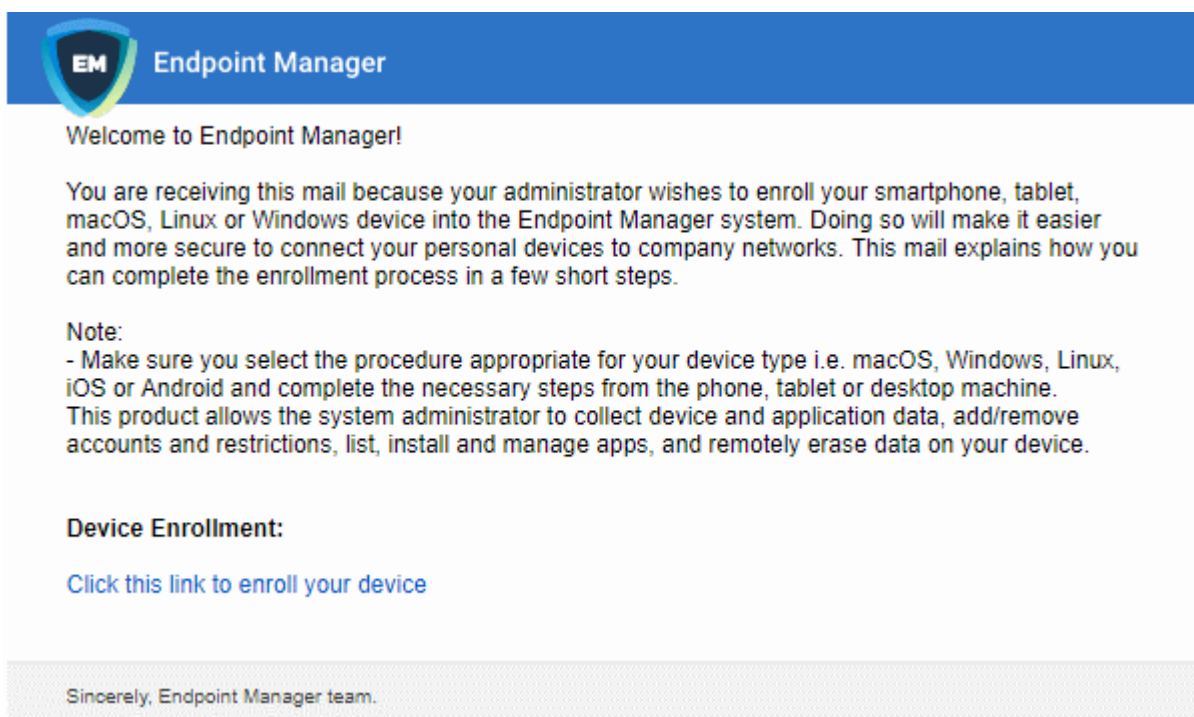 EM
Endpoint Manager
Welcome to Endpoint Manager!
You are receiving this mail because your administrator wishes to enroll your smartphone, tablet,
macOS, Linux or Windows device into the Endpoint Manager system. Doing so will make it easier
and more secure to connect your personal devices to company networks. This mail explains how you
can complete the enrollment process in a few short steps.
Note:
- Make sure you select the procedure appropriate for your device type i.e. macOS, Windows, Linux,
iOS or Android and complete the necessary steps from the phone, tablet or desktop machine.
This product allows the system administrator to collect device and application data, add/remove
accounts and restrictions, list, install and manage apps, and remotely erase data on your device.
Device Enrollment:
Click this link to enroll your device
Sincerely, Endpoint Manager team.